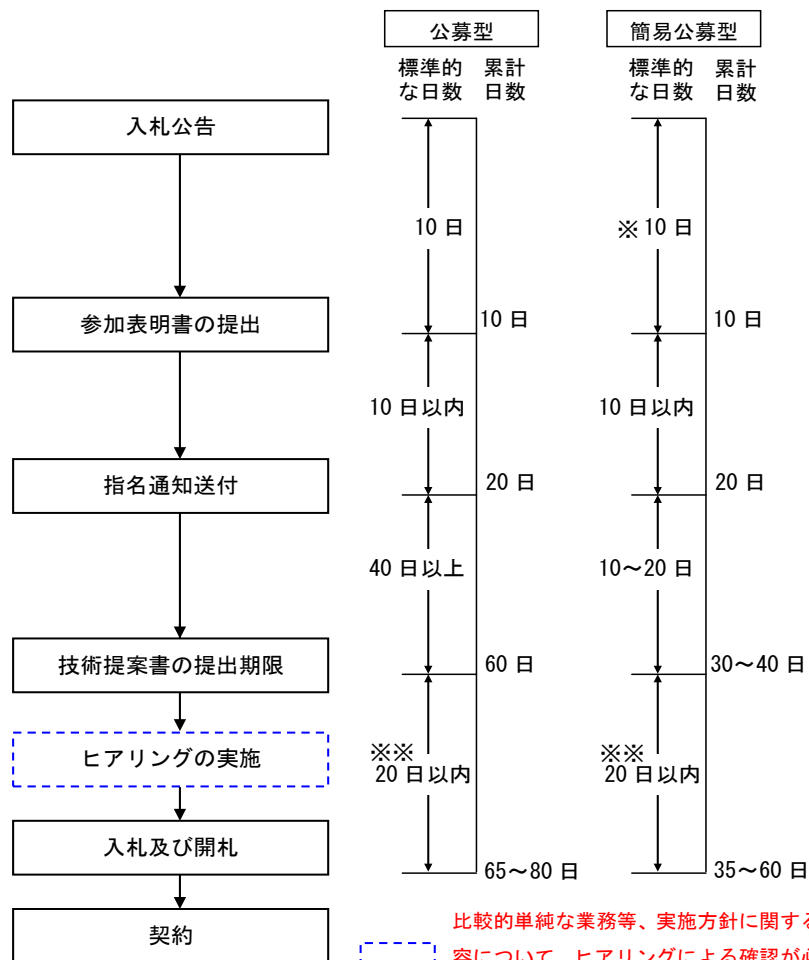 公募型
簡易公募型
標準的
な日数
累計
日数
標準的
な日数
累計
日数
入札公告
10 日
※ 10 日
参加表明書の提出
10 日
10 日
10 日以内
10 日以内
指名通知送付
20 日
20 日
40 日以上
10～20 日
技術提案書の提出期限
60 日
30～40 日
ヒアリングの実施
※※
20 日以内
※※
20 日以内
入札及び開札
65～80 日
35～60 日
契約
比較的単純な業務等、実施方針に関する
容について、ヒアリングによる確認が